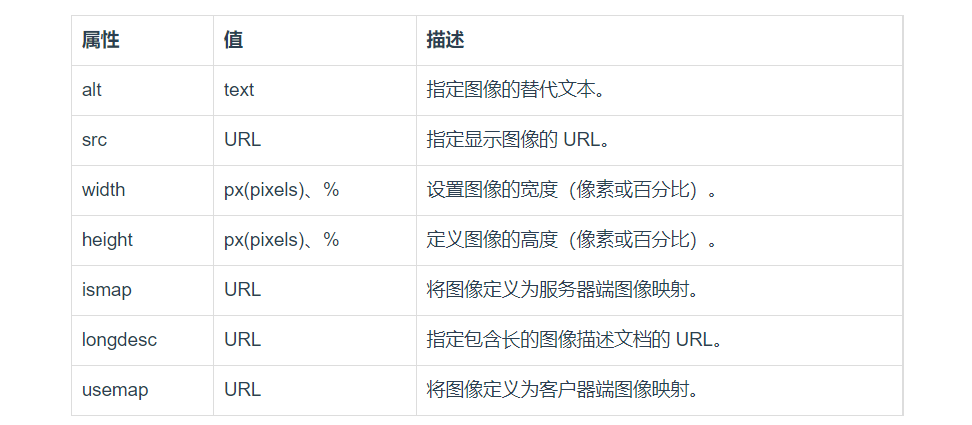 属性 值 描述
alt text 指定图像的替代文本。
src URL 指定显示图像的 URL。
width px(pixels)、% 设置图像的宽度（像素或百分比）。
height px(pixels)、% 定义图像的高度（像素或百分比）。
ismap URL 将图像定义为服务器端图像映射。
longdesc URL 指定包含长的图像描述文档的 URL。
usemap URL 将图像定义为客户器端图像映射。